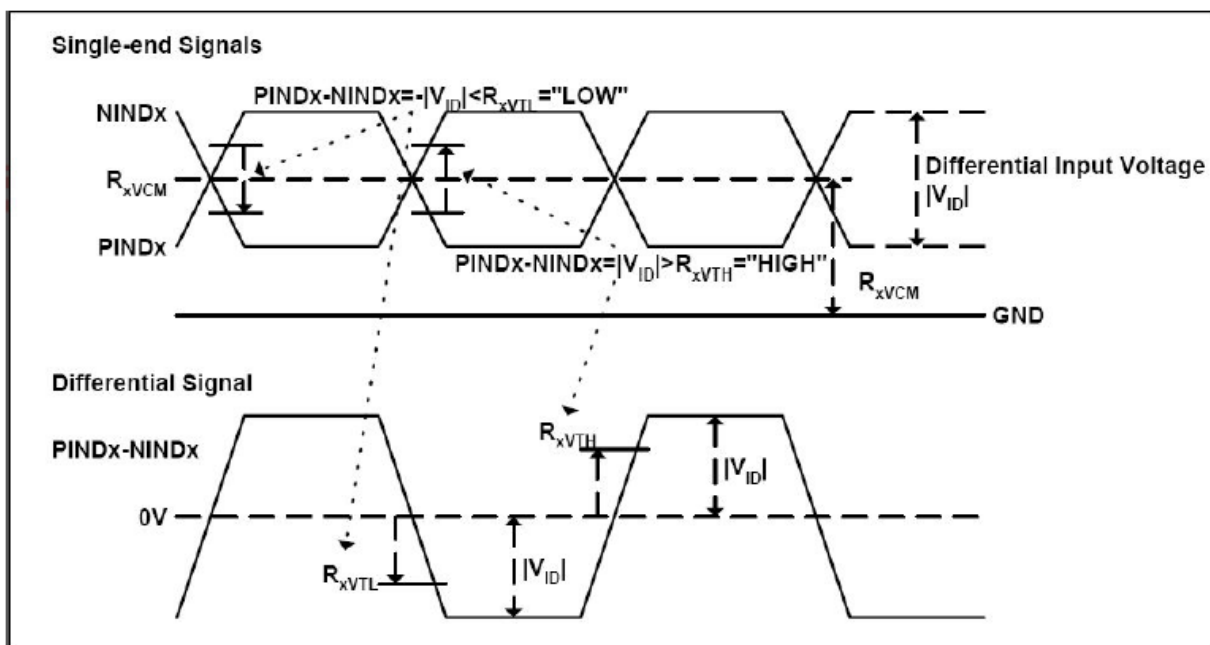 Single-end Signals
PINDx-NINDx=-|VID|<RxVTL="LOW"
NINDx
RxVCM
Differential Input Voltage
|VID|
PINDx
PINDx-NINDx=|VID|>RxVTH="HIGH"
RxVCM
GND
Differential Signal
PINDx-NINDx
RxVTH
|VID|
0V
RxVTL
|VID|